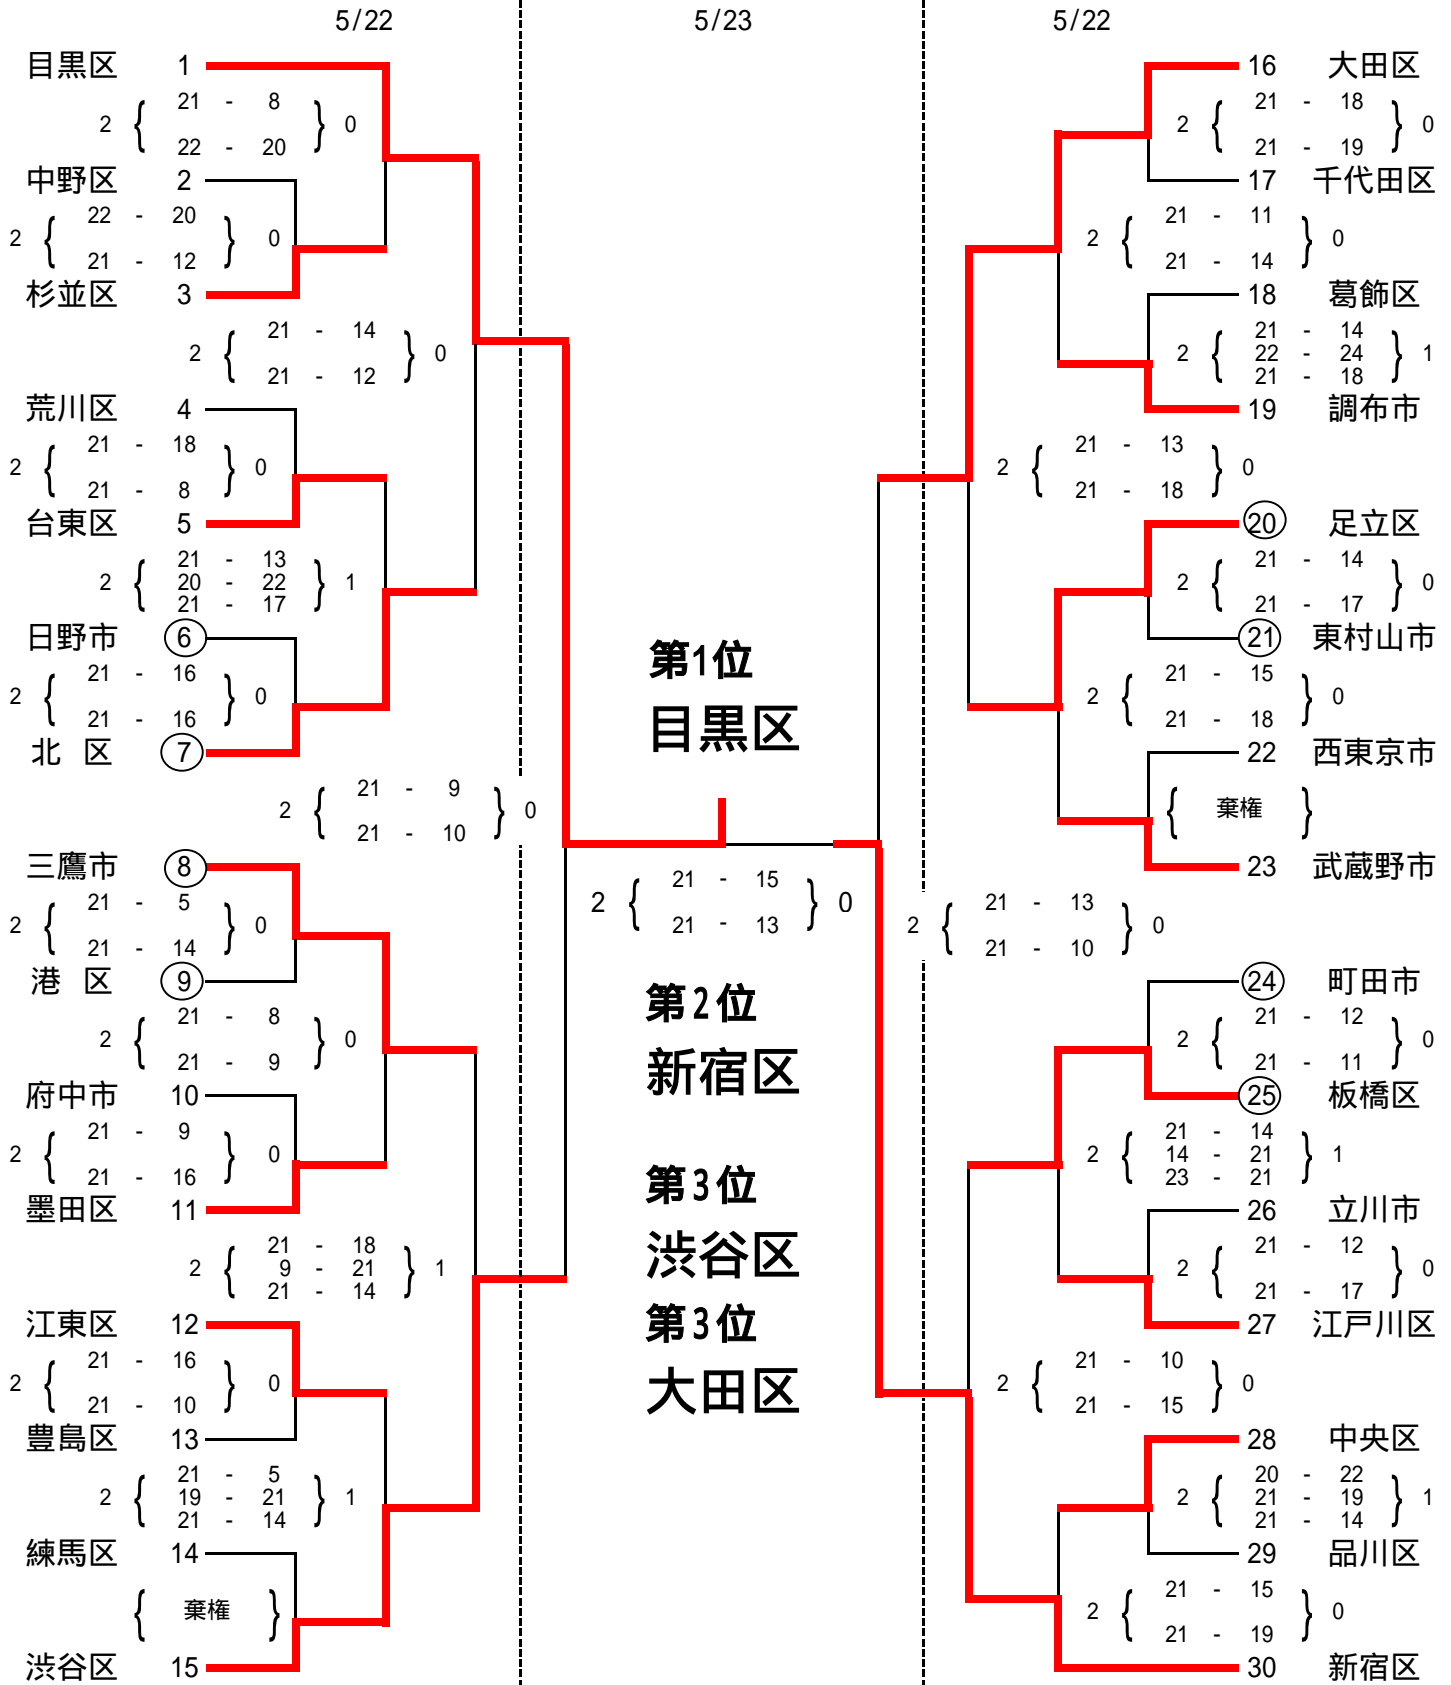 5/22
5/23
5/22
目黒区 1
2 { 21 - 8 } 0
22 - 20
中野区 2
2 { 22 - 20 } 0
21 - 12
杉並区 3
2 { 21 - 14 } 0
21 - 12
荒川区 4
2 { 21 - 18 } 0
21 - 8
台東区 5
2 { 21 - 13 } 1
20 - 22
21 - 17
日野市 6
2 { 21 - 16 } 0
21 - 16
北 区 7
2 { 21 - 9 } 0
21 - 10
三鷹市 8
2 { 21 - 5 } 0
21 - 14
港 区 9
2 { 21 - 8 } 0
21 - 9
府中市 10
2 { 21 - 9 } 0
21 - 16
墨田区 11
2 { 21 - 18 } 1
9 - 21
21 - 14
江東区 12
2 { 21 - 16 } 0
21 - 10
豊島区 13
2 { 21 - 5 } 1
19 - 21
21 - 14
練馬区 14
{ 棄権 }
渋谷区 15
第1位
目黒区
2 { 21 - 15 } 0
21 - 13
第2位
新宿区
第3位
渋谷区
第3位
大田区
16 大田区
2 { 21 - 18 } 0
21 - 19
17 千代田区
2 { 21 - 11 } 0
21 - 14
18 葛飾区
2 { 21 - 14 } 1
22 - 24
21 - 18
19 調布市
2 { 21 - 13 } 0
21 - 18
20 足立区
2 { 21 - 14 } 0
21 - 17
21 東村山市
2 { 21 - 15 } 0
21 - 18
22 西東京市
{ 棄権 }
23 武蔵野市
2 { 21 - 13 } 0
21 - 10
24 町田市
2 { 21 - 12 } 0
21 - 11
25 板橋区
2 { 21 - 14 } 1
14 - 21
23 - 21
26 立川市
2 { 21 - 12 } 0
21 - 17
27 江戸川区
2 { 21 - 10 } 0
21 - 15
28 中央区
2 { 20 - 22 } 1
21 - 19
21 - 14
29 品川区
2 { 21 - 15 } 0
21 - 19
30 新宿区